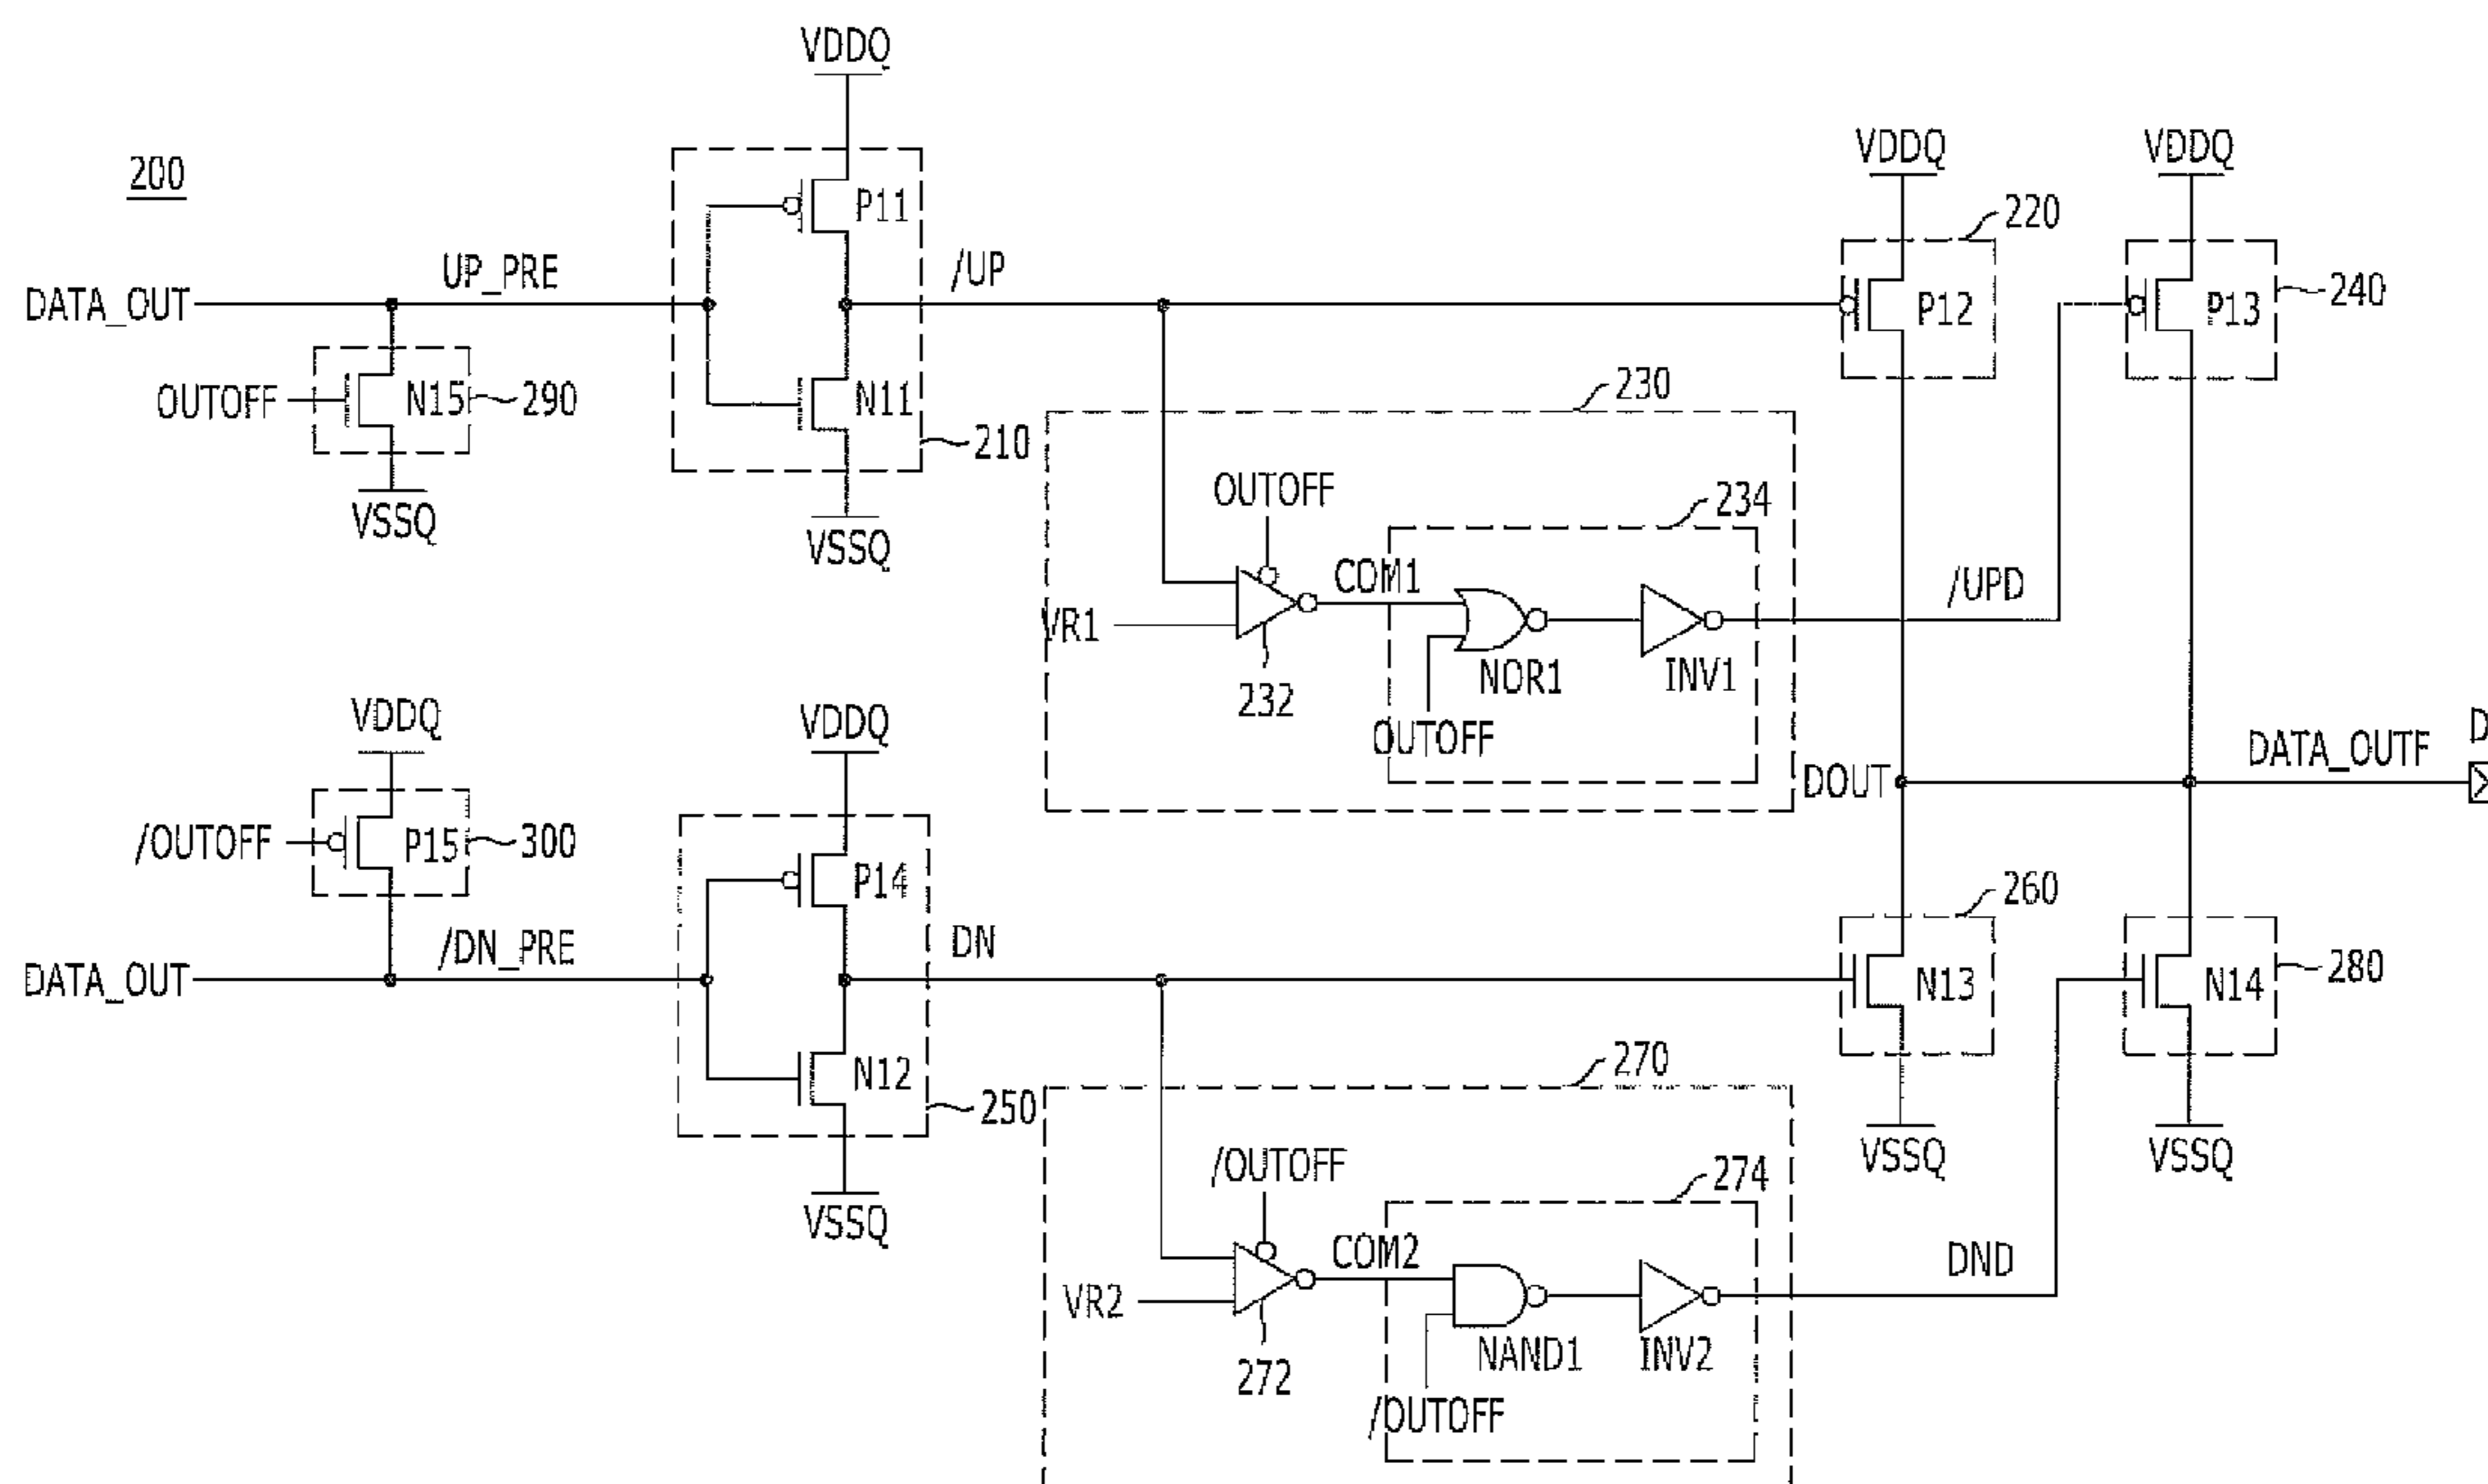 VDDQ
200
P11
UP_PRE
/UP
DATA_OUT
OUTOFF
N15
290
VSSQ
N11
210
VSSQ
VDDQ
VDDQ
220
P12
P13
240
230
OUTOFF
234
COM1
VR1
232
NOR1
INV1
OUTOFF
/UPD
VDDQ
/OUTOFF
P15
300
/DN_PRE
DATA_OUT
VDDQ
P14
DN
N12
250
VSSQ
DOUT
DATA_OUTF
D
260
N13
N14
280
VSSQ
VSSQ
270
/OUTOFF
274
COM2
VR2
272
NAND1
INV2
/OUTOFF
DND